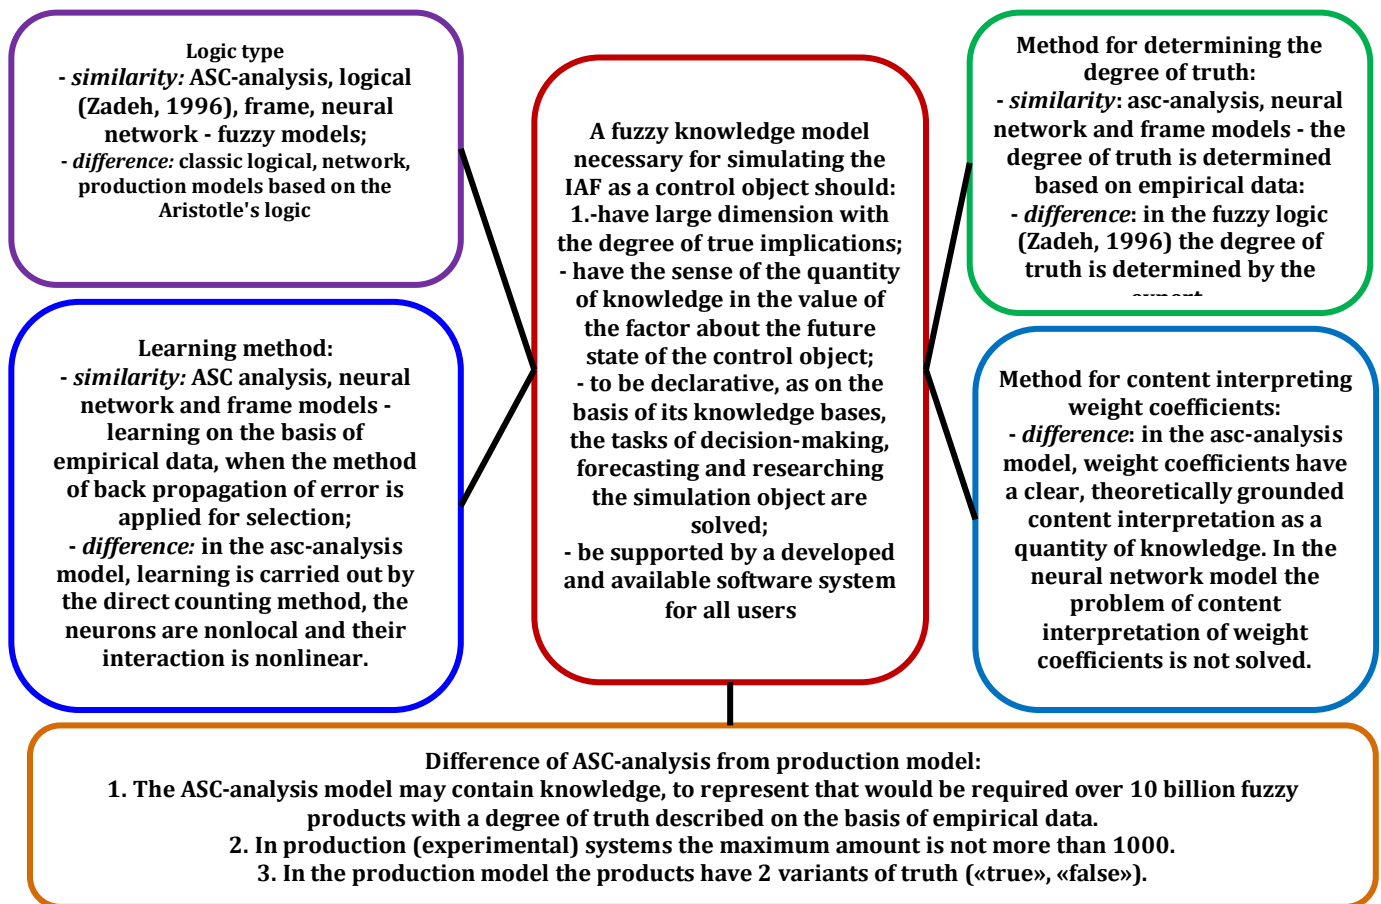 Logic type
- similarity: ASC-analysis, logical
(Zadeh, 1996), frame, neural
network - fuzzy models;
- difference: classic logical, network,
production models based on the
Aristotle's logic
Learning method:
- similarity: ASC analysis, neural
network and frame models -
learning on the basis of
empirical data, when the method
of back propagation of error is
applied for selection;
- difference: in the asc-analysis
model, learning is carried out by
the direct counting method, the
neurons are nonlocal and their
interaction is nonlinear.
A fuzzy knowledge model
necessary for simulating the
IAF as a control object should:
1.-have large dimension with
the degree of true implications;
- have the sense of the quantity
of knowledge in the value of
the factor about the future
state of the control object;
- to be declarative, as on the
basis of its knowledge bases,
the tasks of decision-making,
forecasting and researching
the simulation object are
solved;
- be supported by a developed
and available software system
for all users
Method for determining the
degree of truth:
- similarity: asc-analysis, neural
network and frame models - the
degree of truth is determined
based on empirical data:
- difference: in the fuzzy logic
(Zadeh, 1996) the degree of
truth is determined by the
Method for content interpreting
weight coefficients:
- difference: in the asc-analysis
model, weight coefficients have
a clear, theoretically grounded
content interpretation as a
quantity of knowledge. In the
neural network model the
problem of content
interpretation of weight
coefficients is not solved.
Difference of ASC-analysis from production model:
1. The ASC-analysis model may contain knowledge, to represent that would be required over 10 billion fuzzy
products with a degree of truth described on the basis of empirical data.
2. In production (experimental) systems the maximum amount is not more than 1000.
3. In the production model the products have 2 variants of truth («true», «false»).